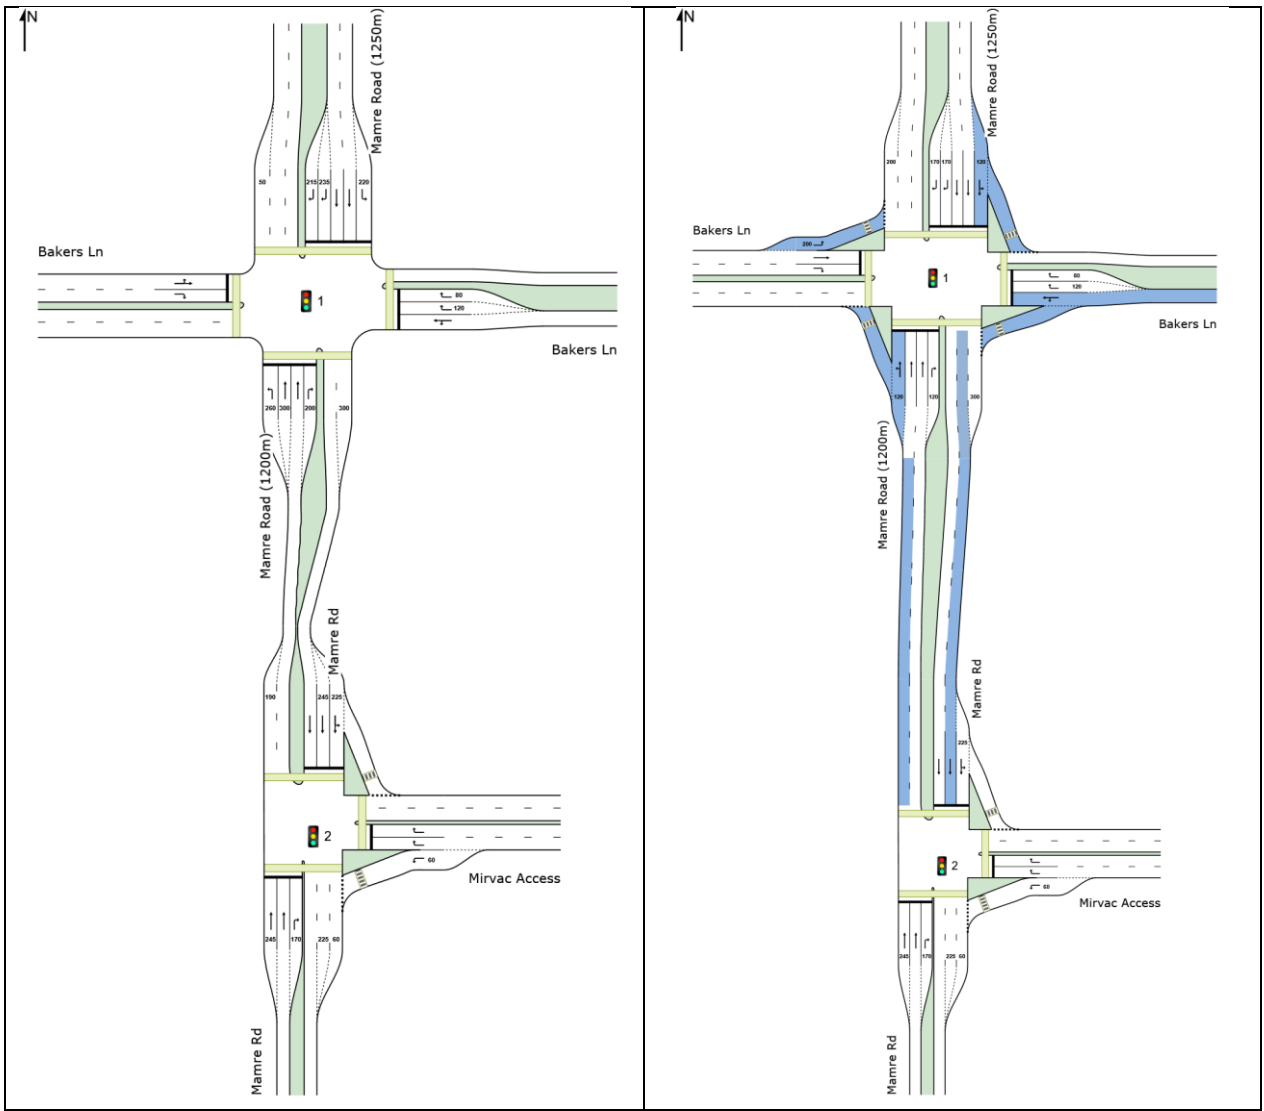 N
Mamre Road (1250m)
50
215
235
220
Bakers Ln
1
80
120
Bakers Ln
260
300
200
300
Mamre Road (1200m)
Mamre Rd
190
245
225
2
60
Mirvac Access
245
170
225
60
Mamre Rd
N
Mamre Road (1250m)
200
170
170
120
Bakers Ln
200
1
60
120
Bakers Ln
120
120
300
Mamre Road (1200m)
Mamre Rd
225
2
60
Mirvac Access
245
170
225
60
Mamre Rd